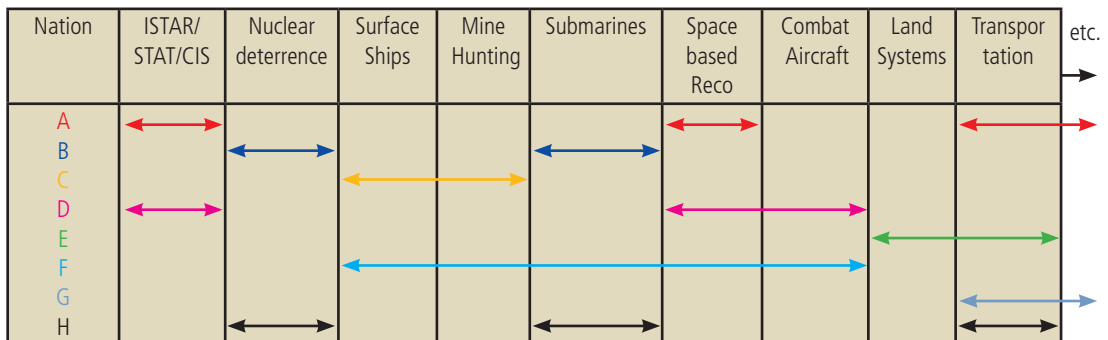 Nation ISTAR/ Nuclear Surface Mine Submarines Space Combat Land Transpor etc.
STAT/CIS deterrence Ships Hunting based Aircraft Systems tation
Reco
A
B
C
D
E
F
G
H